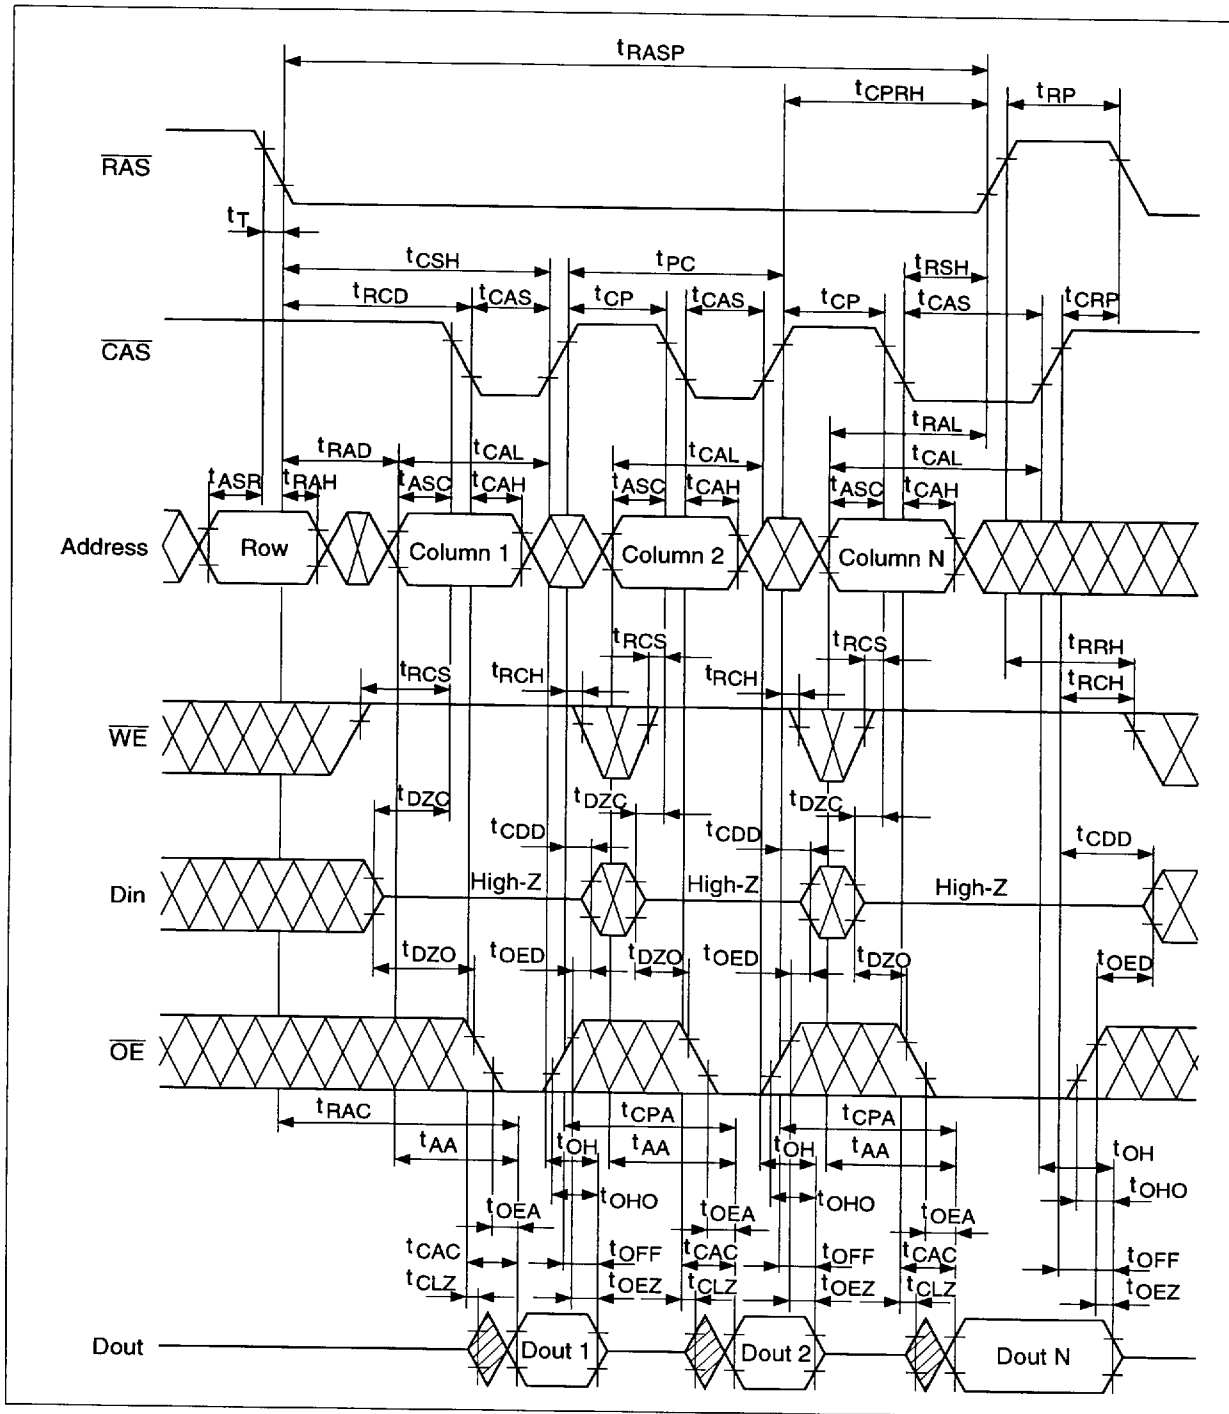 tRASP
tCPRH tRP
RAS
tT
tCSH tPC tRSH
tRCD tCAS tCP tCAS tCP tCAS tCRP
CAS
tRAL
tRAD tCAL tCAL tCAL
tASR tRAH tASC tCAH tASC tCAH tASC tCAH
Address Row Column 1 Column 2 Column N
tRCS tRCS tRRH
tRCS tRCH tRCH tRCH
WE
tDZC tDZC tDZC
tCDD tCDD tCDD
Din High-Z High-Z High-Z
tDZO tOED tDZO tOED tDZO tOED
OE
tRAC tCPA tCPA
tAA tOH tAA tOH tAA tOH
tOHO tOHO tOHO
tOEA tOEA tOEA
tCAC tOFF tCAC tOFF tCAC tOFF
tCLZ tOEZ tCLZ tOEZ tCLZ tOEZ
Dout Dout 1 Dout 2 Dout N